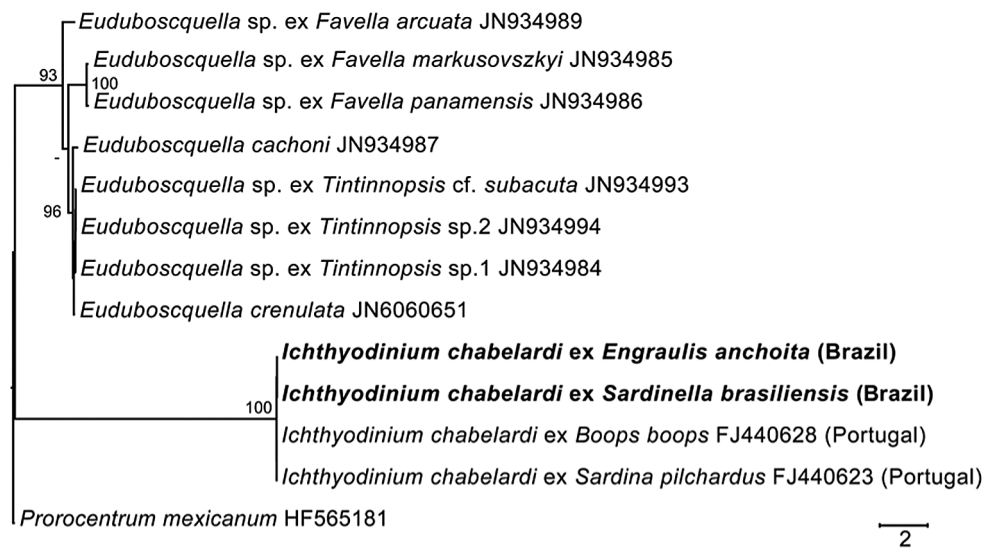 Euduboscquella sp. ex Favella arcuata JN934989
Euduboscquella sp. ex Favella markusovszkyi JN934985
93
100
Euduboscquella sp. ex Favella panamensis JN934986
Euduboscquella cachoni JN934987
-
Euduboscquella sp. ex Tintinnopsis cf. subacuta JN934993
96
Euduboscquella sp. ex Tintinnopsis sp.2 JN934994
Euduboscquella sp. ex Tintinnopsis sp.1 JN934984
Euduboscquella crenulata JN6060651
Ichthyodinium chabelardi ex Engraulis anchoita (Brazil)
Ichthyodinium chabelardi ex Sardinella brasiliensis (Brazil)
100
Ichthyodinium chabelardi ex Boops boops FJ440628 (Portugal)
Ichthyodinium chabelardi ex Sardina pilchardus FJ440623 (Portugal)
Prorocentrum mexicanum HF565181
2